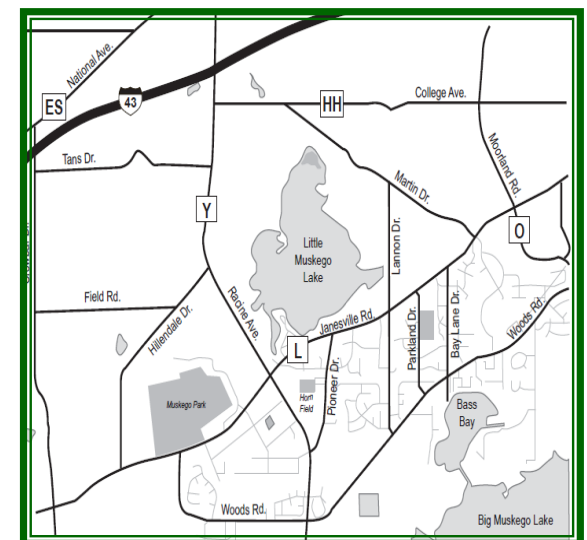 National Ave.
ES
43
HH
College Ave.
Tans Dr.
Moorland Rd.
Martin Dr.
Y
Lannon Dr.
O
Little
Muskego
Lake
Field Rd.
Hillendale Dr.
Racine Ave.
Janesville Rd.
L
Parkland Dr.
Bay Lane Dr.
Woods Rd.
Pioneer Dr.
Muskego Park
Horn
Field
Bass
Bay
Woods Rd.
Big Muskego Lake